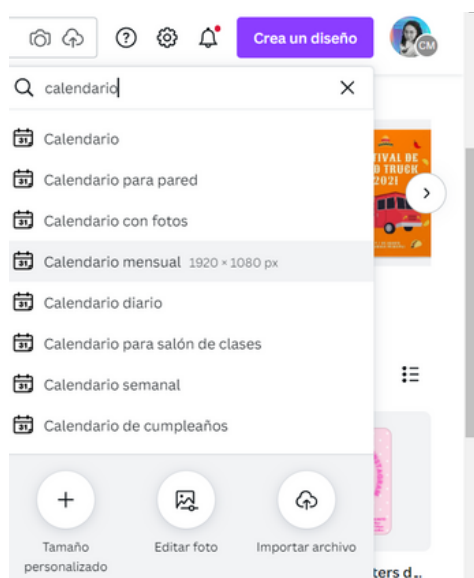 Crea un diseño
CM
calendario
Calendario
Calendario para pared
Calendario con fotos
Calendario mensual 1920 × 1080 px
Calendario diario
Calendario para salón de clases
Calendario semanal
Calendario de cumpleaños
TIVAL DE
D TRUCK
2021
Tamaño
personalizado
Editar foto
Importar archivo
ters d...